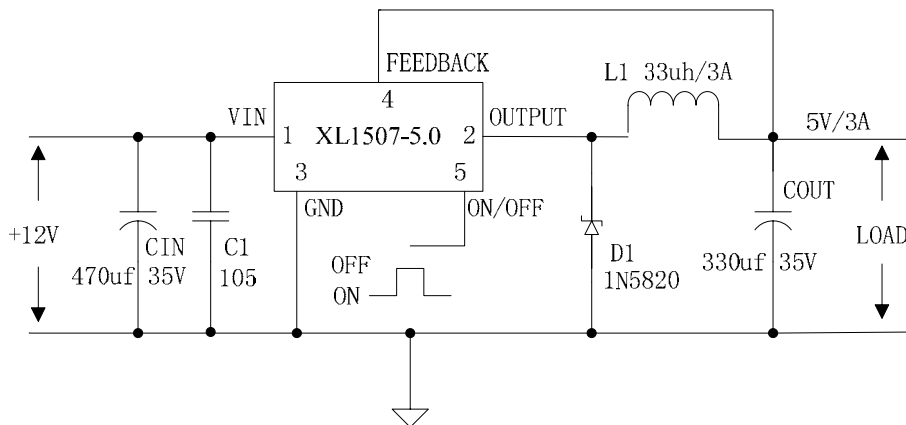 FEEDBACK
4
L1 33uh/3A
VIN
1
XL1507-5.0
2
OUTPUT
5V/3A
3
5
GND
ON/OFF
COUT
+12V
CIN
470uf 35V
C1
105
OFF
ON
D1
1N5820
330uf 35V
LOAD